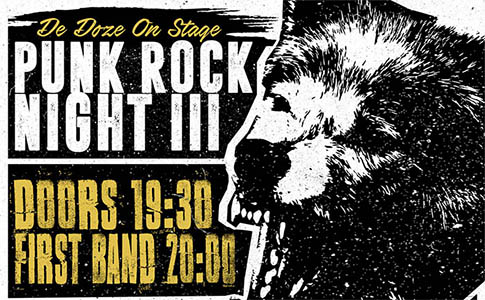 De Doze On Stage
PUNK ROCK
NIGHT III
DOORS 19:30
FIRST BAND 20:00